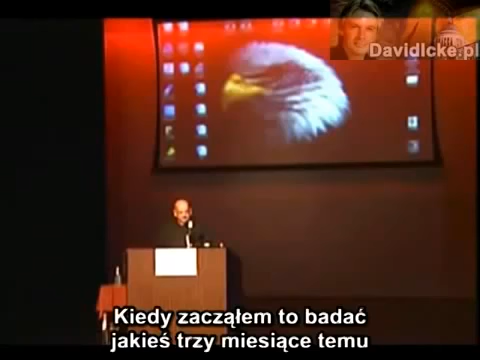 DavidIcke.pl
Kiedy zacząłem to badać
jakieś trzy miesiące temu